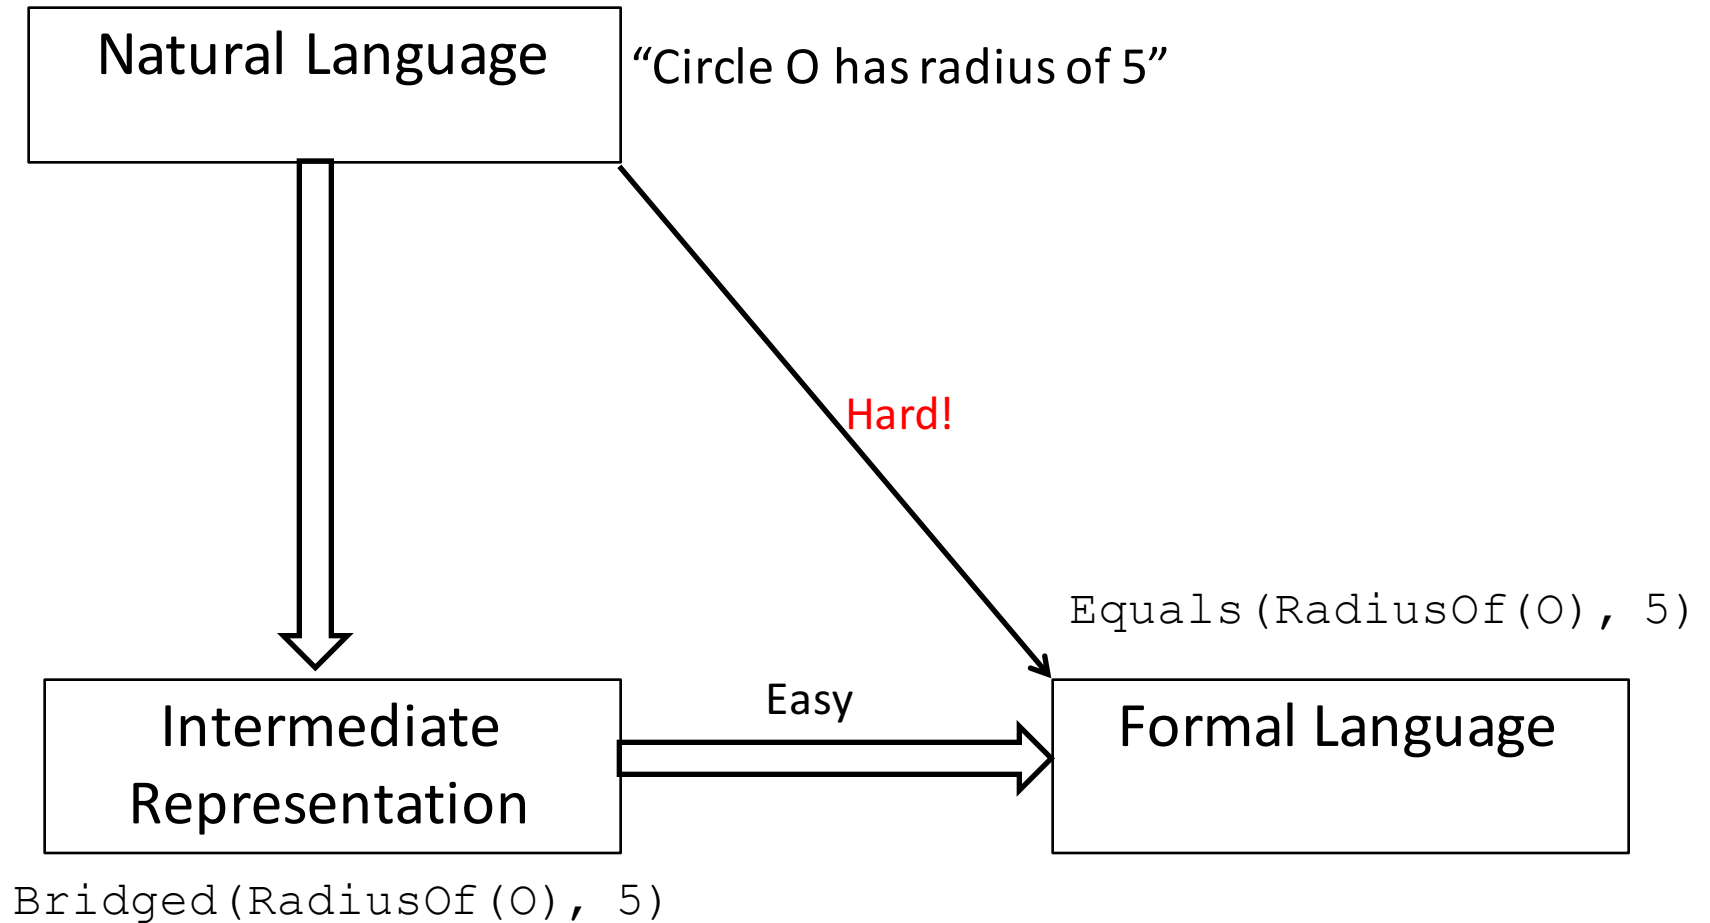 Natural Language
“Circle O has radius of 5”
Hard!
Equals(RadiusOf(O), 5)
Easy
Intermediate
Representation
Formal Language
Bridged(RadiusOf(O), 5)